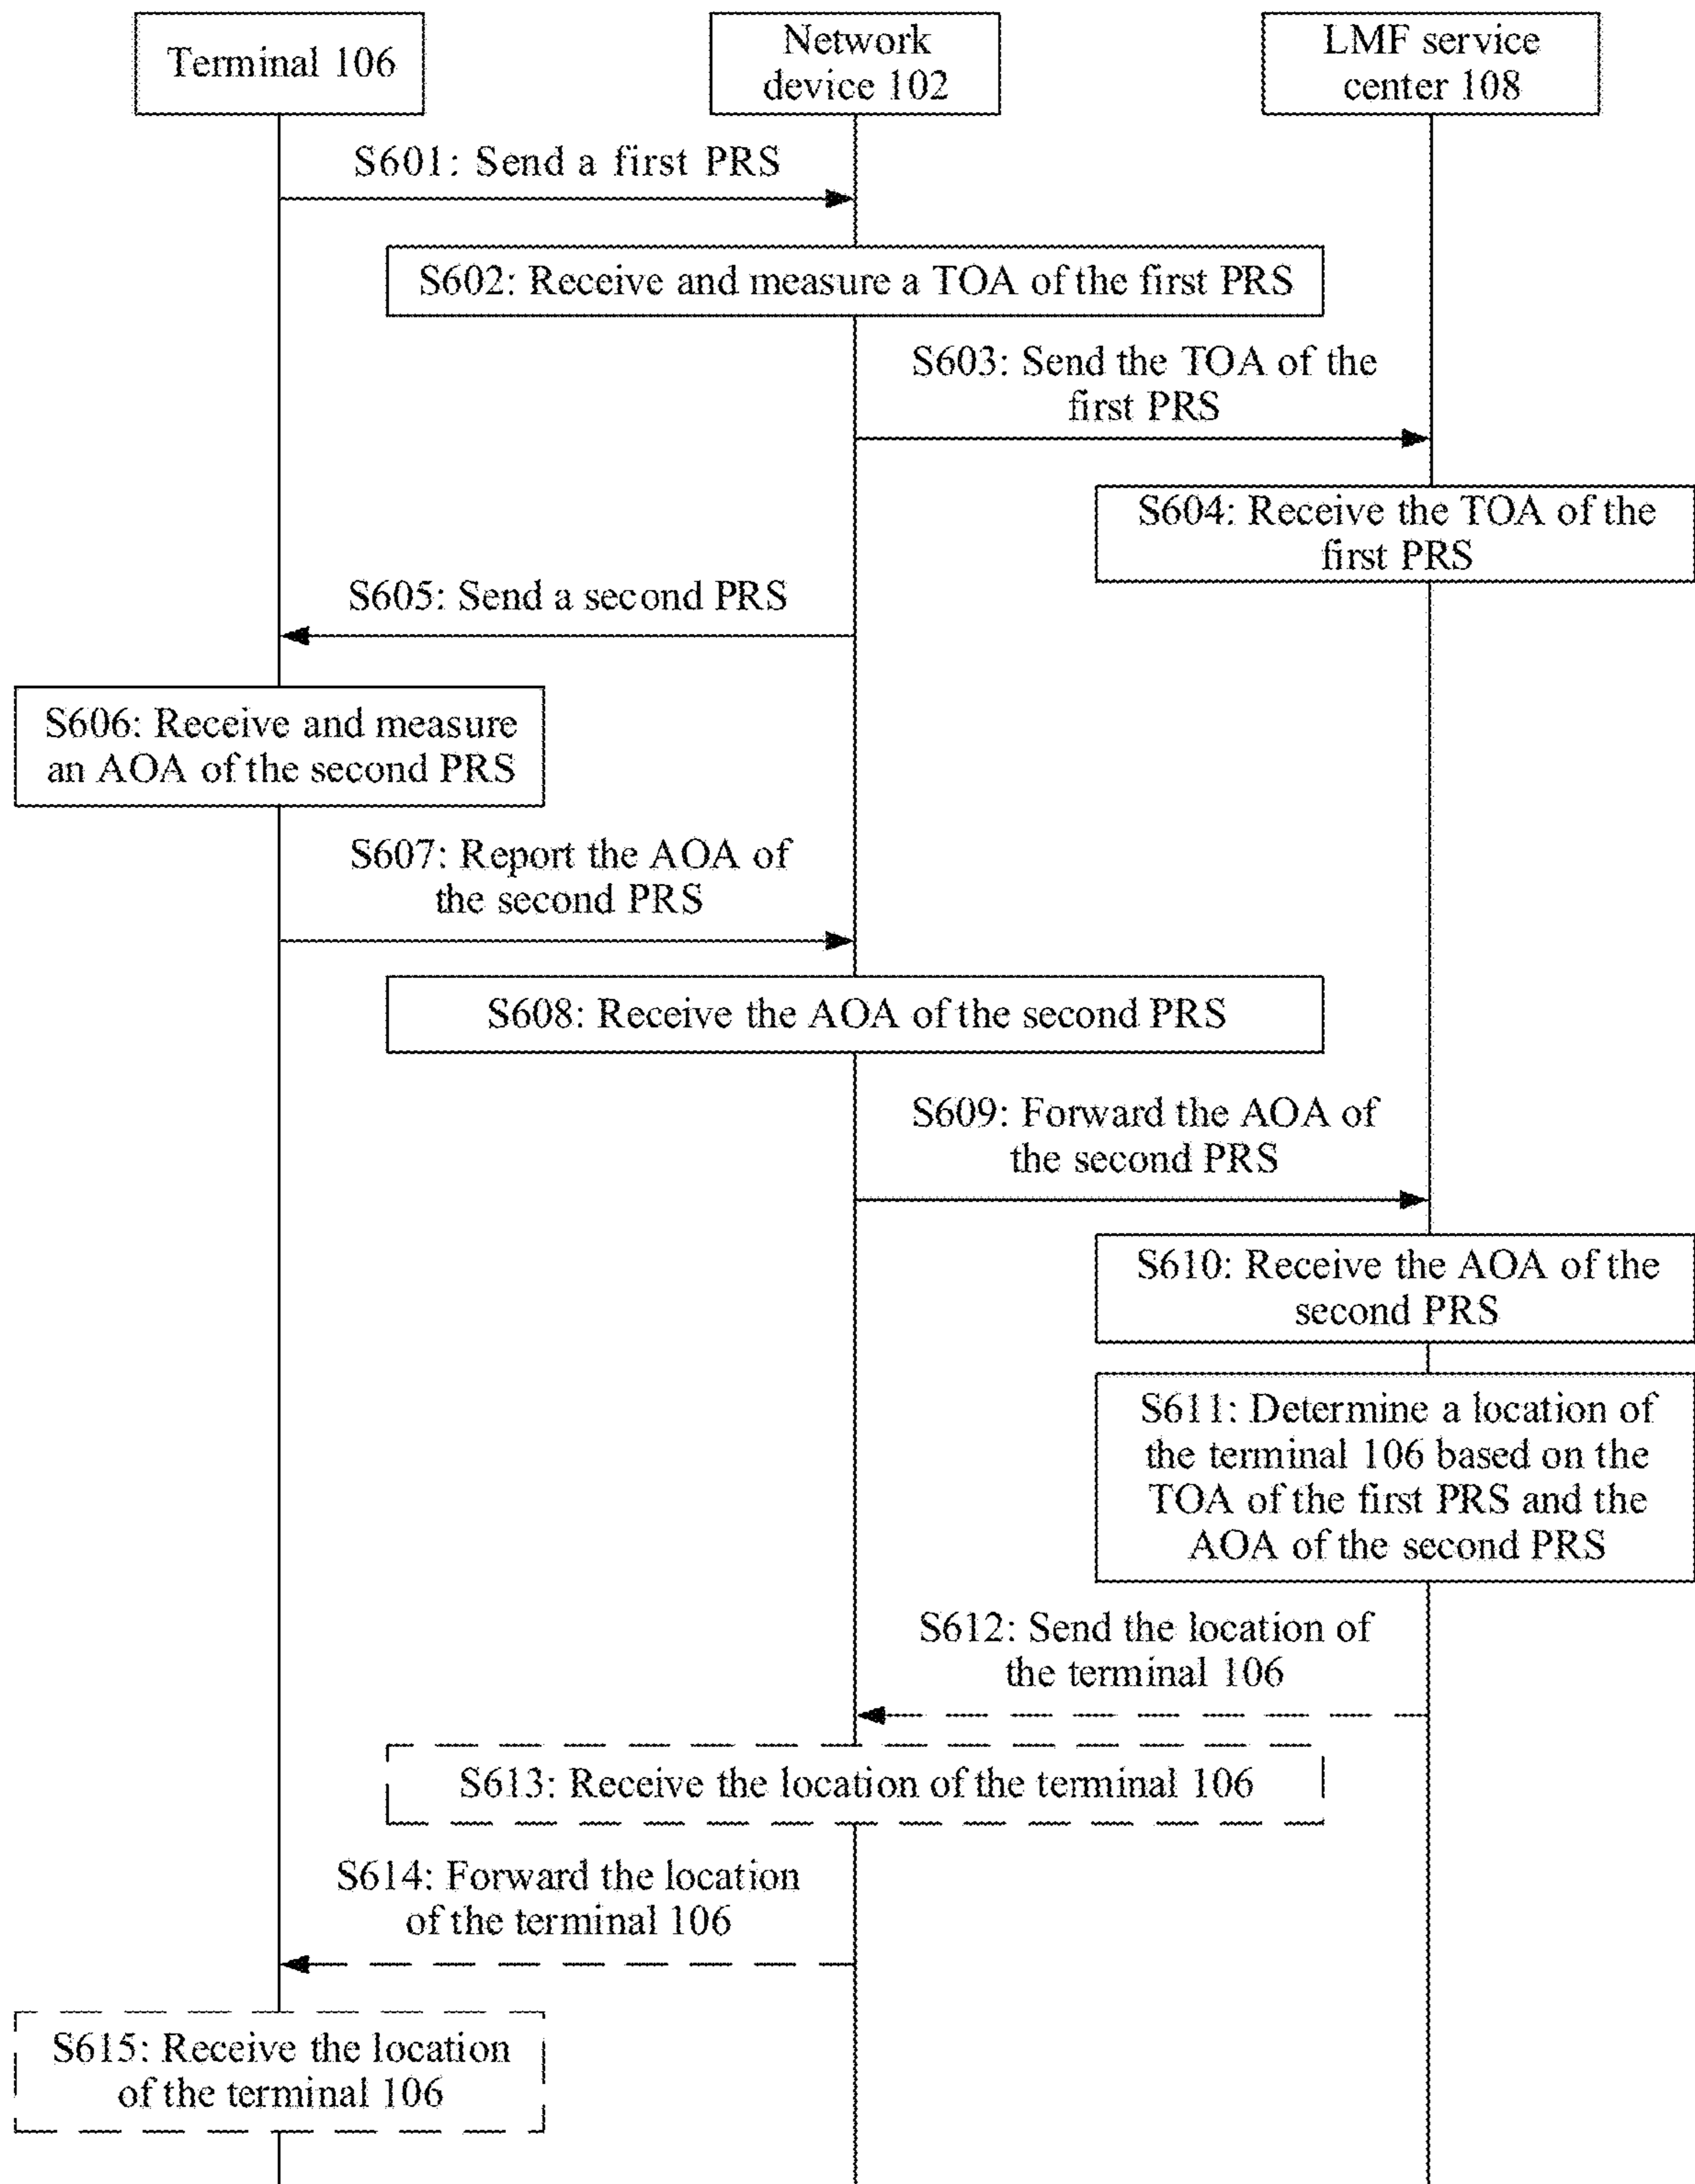 Terminal 106
Network
device 102
LMF service
center 108
S601: Send a first PRS
S602: Receive and measure a TOA of the first PRS
S603: Send the TOA of the
first PRS
S604: Receive the TOA of the
first PRS
S605: Send a second PRS
S606: Receive and measure
an AOA of the second PRS
S607: Report the AOA of
the second PRS
S608: Receive the AOA of the second PRS
S609: Forward the AOA of
the second PRS
S610: Receive the AOA of the
second PRS
S611: Determine a location of
the terminal 106 based on the
TOA of the first PRS and the
AOA of the second PRS
S612: Send the location of
the terminal 106
S613: Receive the location of the terminal 106
S614: Forward the location
of the terminal 106
S615: Receive the location
of the terminal 106